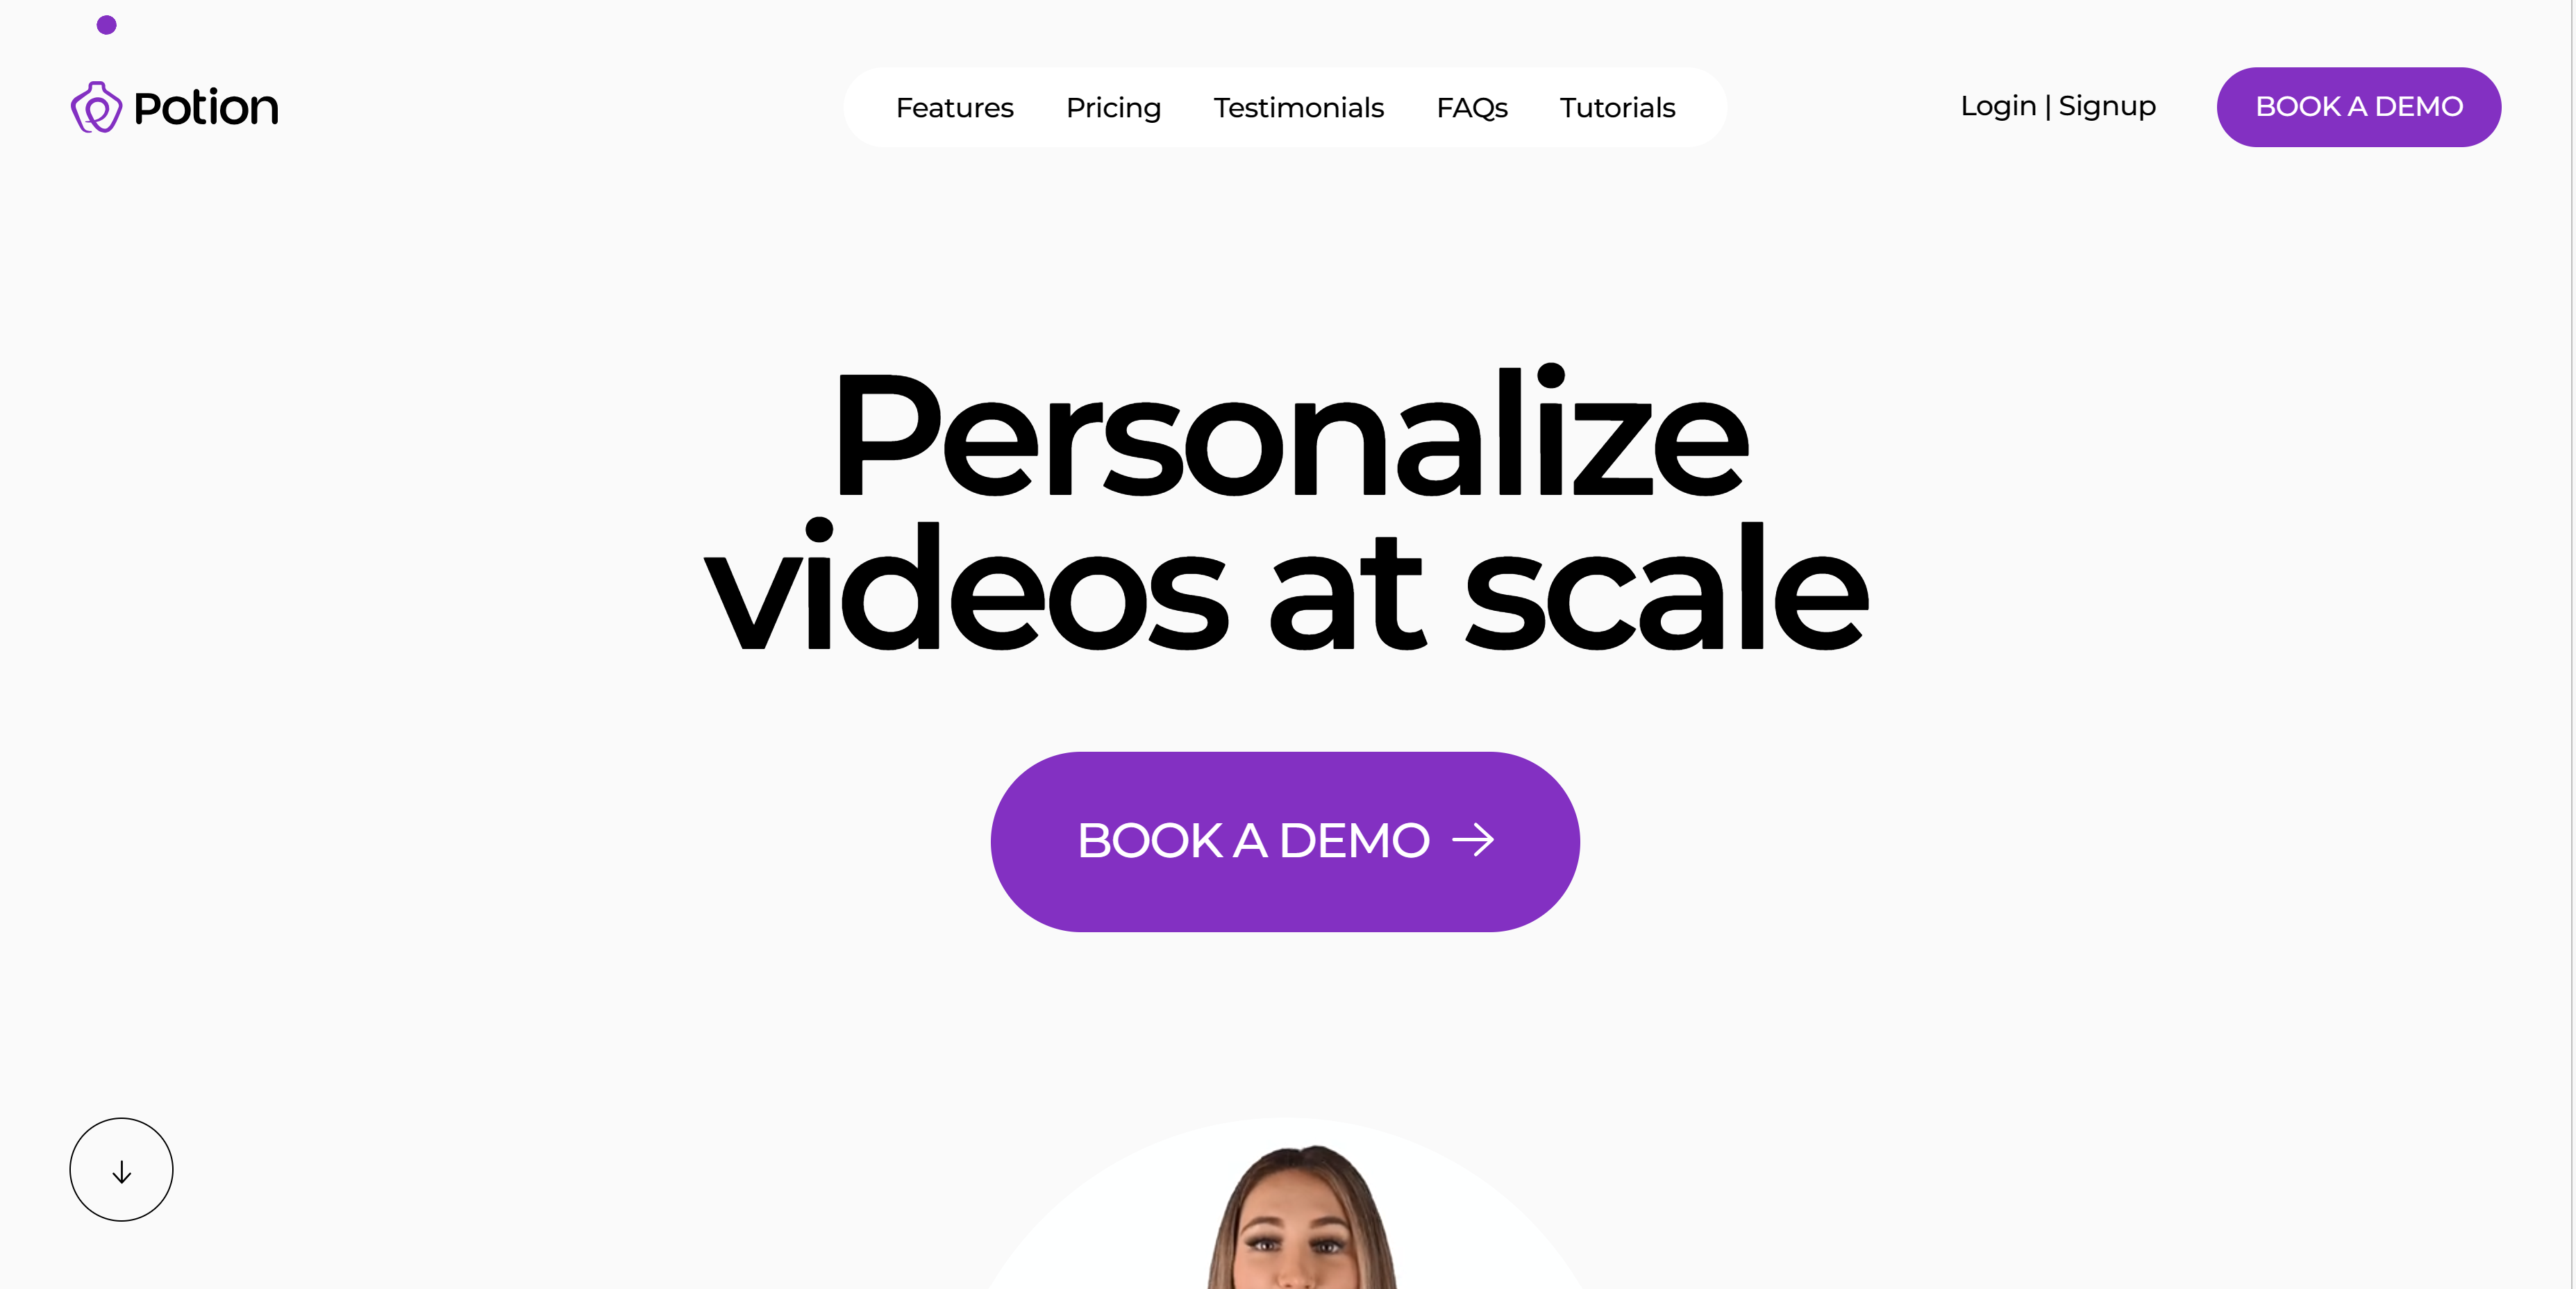 Potion
Features Pricing Testimonials FAQs Tutorials
Login | Signup
BOOK A DEMO
Personalize
videos at scale
BOOK A DEMO